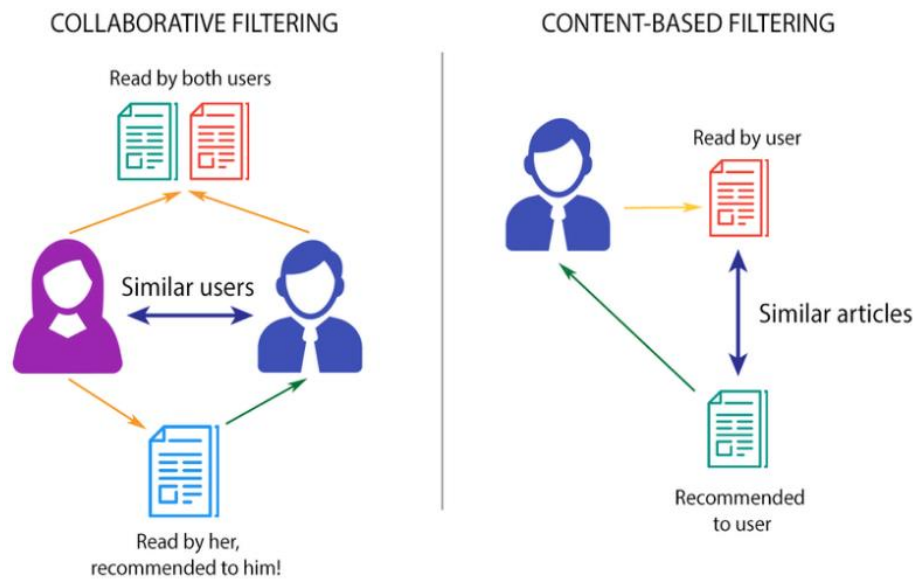 COLLABORATIVE FILTERING
Read by both users
Similar users
Read by her,
recommended to him!
CONTENT-BASED FILTERING
Read by user
Similar articles
Recommended
to user